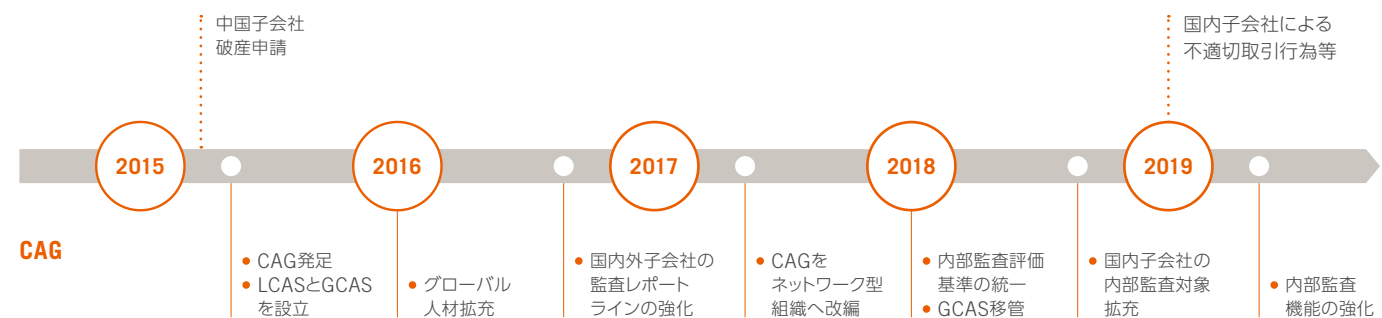 中国子会社
破産申請
国内子会社による
不適切取引行為等
2015
2016
2017
2018
2019
CAG
• CAG発足
• LCASとGCAS
を設立
• グローバル
人材拡充
• 国内外子会社の
監査レポート
ラインの強化
• CAGを
ネットワーク型
組織へ改編
• 内部監査評価
基準の統一
• GCAS移管
• 国内子会社の
内部監査対象
拡充
• 内部監査
機能の強化